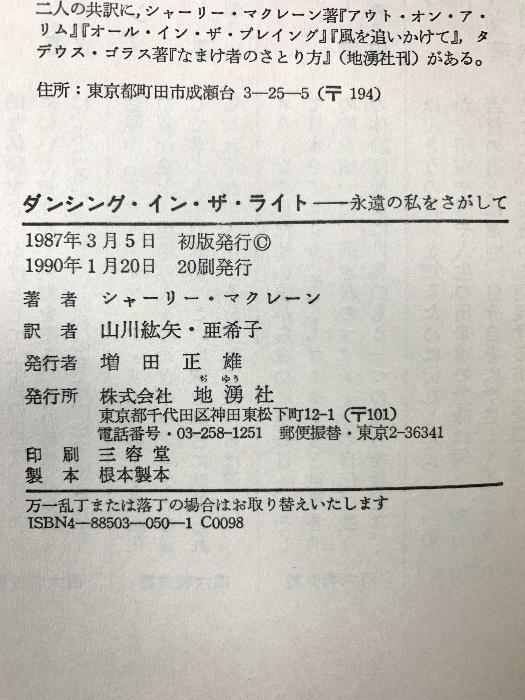 二人の共訳に，シャーリー・マクレーン著『アウト・オン・ア・
リム』『オール・イン・ザ・プレイング』『風を追いかけて』，タ
デウス・ゴラス著『なまけ者のさとり方』（地湧社刊）がある。
住所：東京都町田市成瀬台 3―25―5（〒 194）
ダンシング・イン・ザ・ライト――永遠の私をさがして
1987年3月5日　初版発行©
1990年1月20日　20刷発行
著　者　シャーリー・マクレーン
訳　者　山川紘矢・亜希子
発行者　増　田　正　雄
ぢ　ゆう
発行所　株式会社　地　湧　社
東京都千代田区神田東松下町12-1（〒101）
電話番号・03-258-1251　郵便振替・東京2-36341
印　刷　三　容　堂
製　本　根本製本
万一乱丁または落丁の場合はお取り替えいたします
ISBN4―88503―050―1 C0098